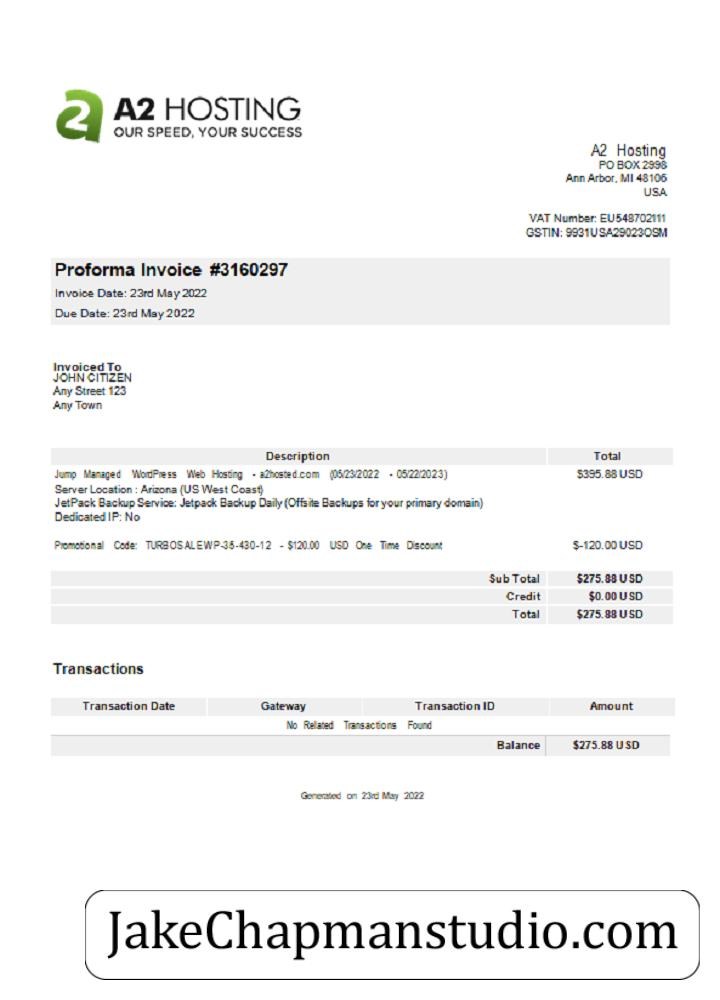 A2 HOSTING
OUR SPEED, YOUR SUCCESS
A2 Hosting
PO BOX 2998
Ann Arbor, MI 48106
USA
VAT Number: EU548702111
GSTIN: 9931USA29023OSM
Proforma Invoice #3160297
Invoice Date: 23rd May 2022
Due Date: 23rd May 2022
Invoiced To
JOHN CITIZEN
Any Street 123
Any Town
Description Total
Jump Managed WordPress Web Hosting - a2hosted.com (05/23/2022 - 05/22/2023) $395.88 USD
Server Location : Arizona (US West Coast)
JetPack Backup Service: Jetpack Backup Daily (Offsite Backups for your primary domain)
Dedicated IP: No
Promotional Code: TURBOSALEWP-35-430-12 - $120.00 USD One Time Discount $-120.00 USD
Sub Total $275.88 USD
Credit $0.00 USD
Total $275.88 USD
Transactions
Transaction Date Gateway Transaction ID Amount
No Related Transactions Found
Balance $275.88 USD
Generated on 23rd May 2022
JakeChapmanstudio.com